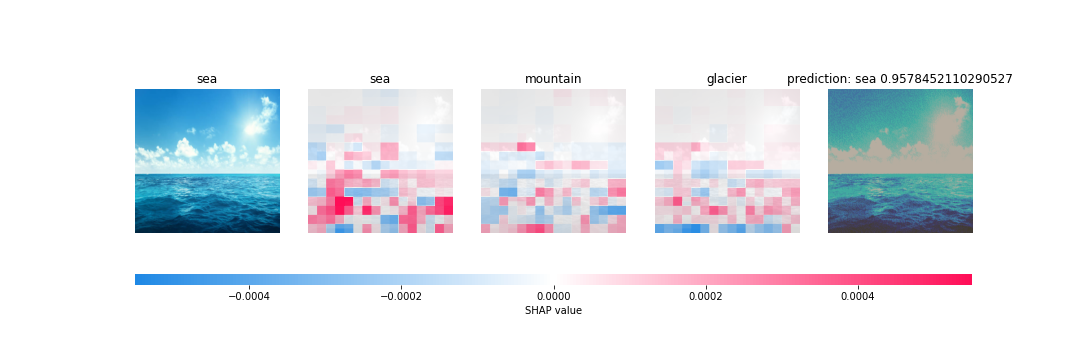 sea
sea
mountain
glacier
prediction: sea 0.9578452110290527
−0.0004
−0.0002
0.0000
0.0002
0.0004
SHAP value